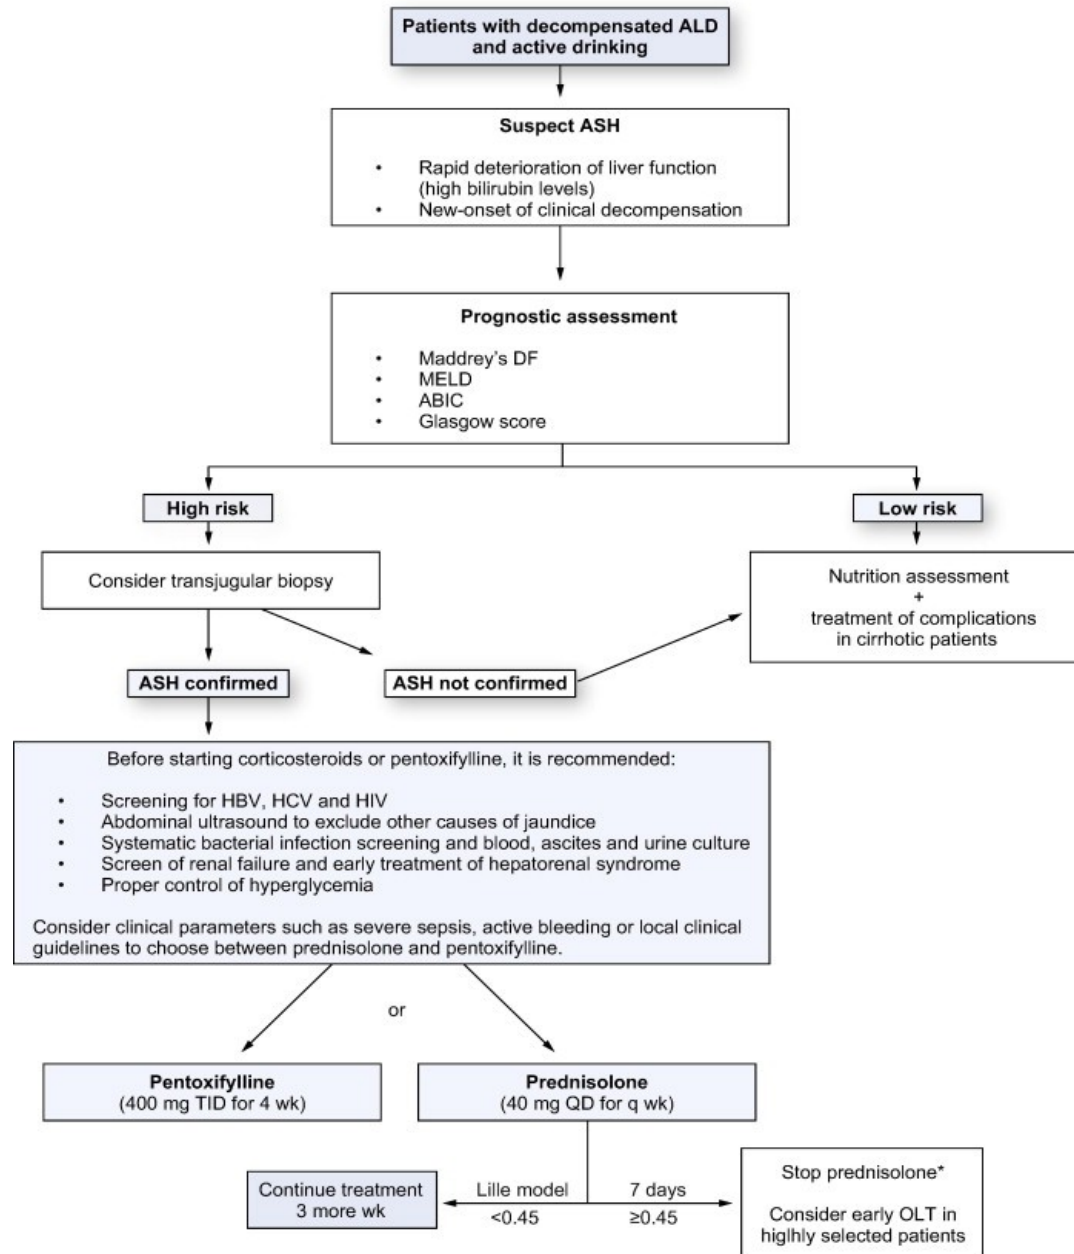 Patients with decompensated ALD
and active drinking
Suspect ASH
• Rapid deterioration of liver function
(high bilirubin levels)
• New-onset of clinical decompensation
Prognostic assessment
• Maddrey's DF
• MELD
• ABIC
• Glasgow score
High risk
Low risk
Consider transjugular biopsy
Nutrition assessment
+
treatment of complications
in cirrhotic patients
ASH confirmed
ASH not confirmed
Before starting corticosteroids or pentoxifylline, it is recommended:
• Screening for HBV, HCV and HIV
• Abdominal ultrasound to exclude other causes of jaundice
• Systematic bacterial infection screening and blood, ascites and urine culture
• Screen of renal failure and early treatment of hepatorenal syndrome
• Proper control of hyperglycemia
Consider clinical parameters such as severe sepsis, active bleeding or local clinical
guidelines to choose between prednisolone and pentoxifylline.
or
Pentoxifylline
(400 mg TID for 4 wk)
Prednisolone
(40 mg QD for q wk)
Continue treatment
3 more wk
Lille model
<0.45
7 days
≥0.45
Stop prednisolone*
Consider early OLT in
higlhly selected patients